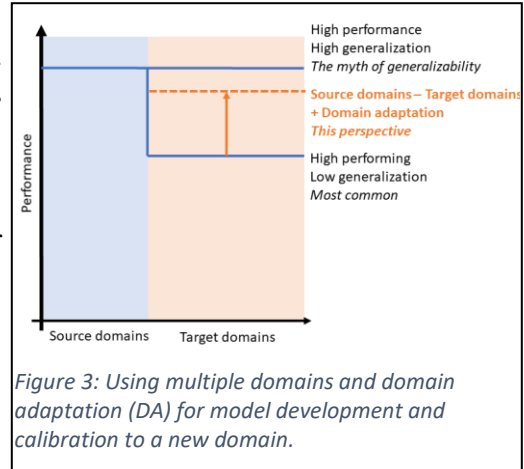 High performance
High generalization
The myth of generalizability
Source domains – Target domains
+ Domain adaptation
This perspective
High performing
Low generalization
Most common
Performance
Source domains
Target domains
Figure 3: Using multiple domains and domain
adaptation (DA) for model development and
calibration to a new domain.